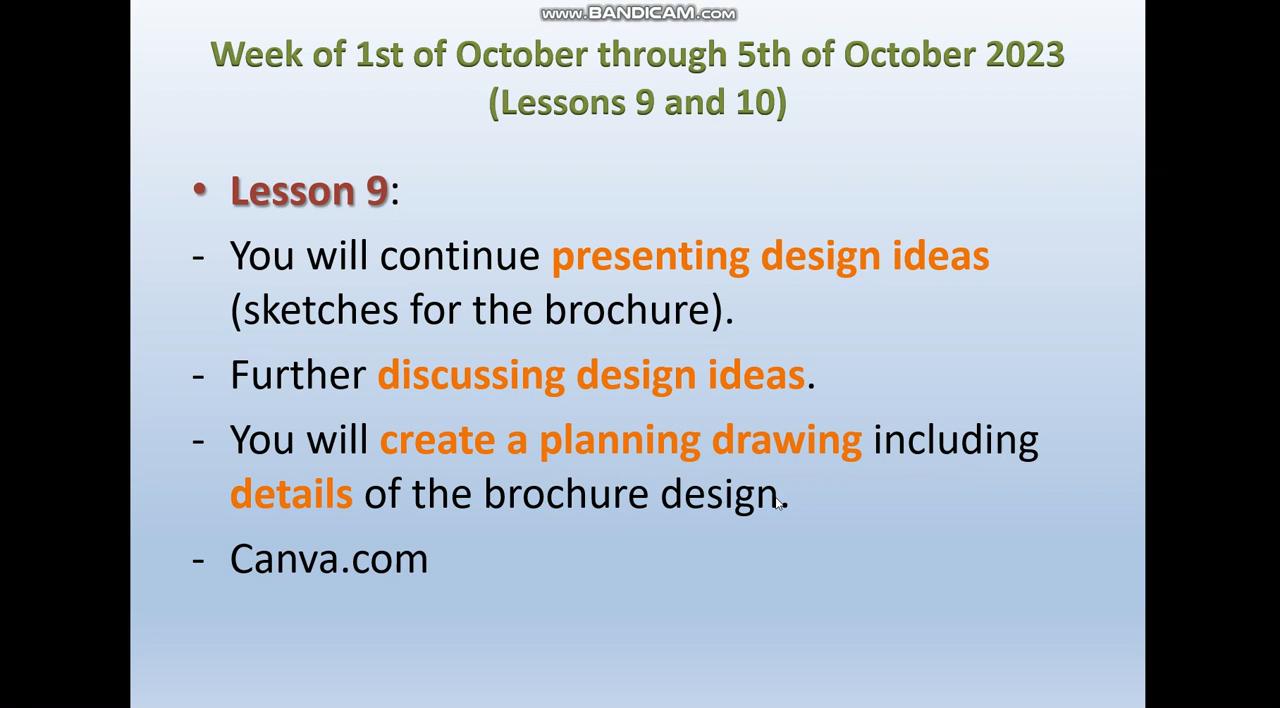 www.BANDICAM.com
Week of 1st of October through 5th of October 2023
(Lessons 9 and 10)
• Lesson 9:
- You will continue presenting design ideas
(sketches for the brochure).
- Further discussing design ideas.
- You will create a planning drawing including
details of the brochure design.
- Canva.com